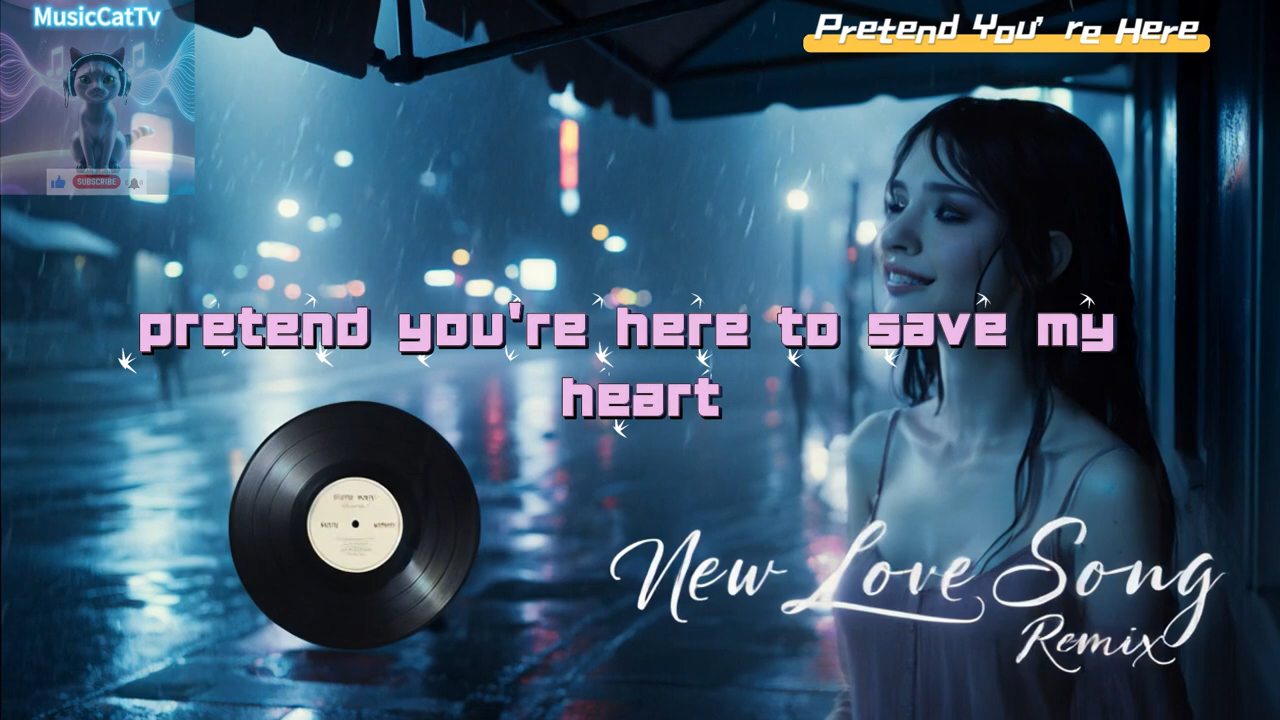 MusicCatTv
Pretend You’re Here
SUBSCRIBE
pretend you're here to save my
heart
New Love Song
Remix